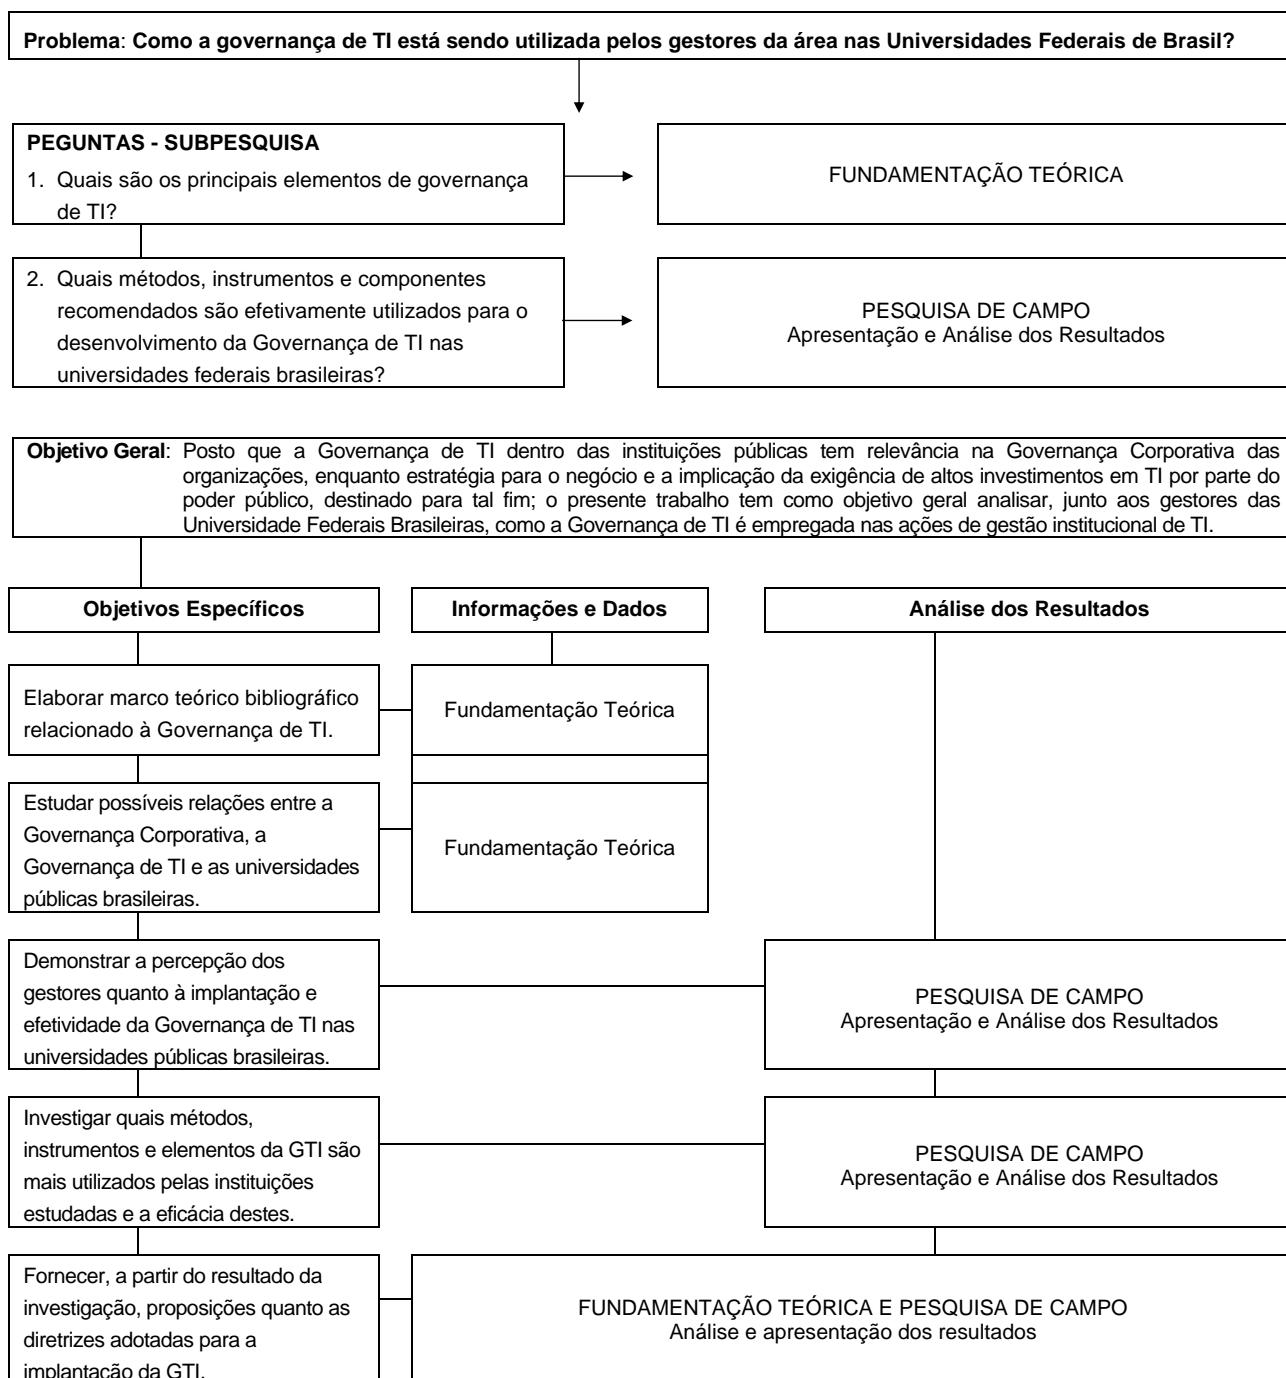 Problema: Como a governança de TI está sendo utilizada pelos gestores da área nas Universidades Federais de Brasil?
PEGUNTAS - SUBPESQUISA
1. Quais são os principais elementos de governança
de TI?
FUNDAMENTAÇÃO TEÓRICA
2. Quais métodos, instrumentos e componentes
recomendados são efetivamente utilizados para o
desenvolvimento da Governança de TI nas
universidades federais brasileiras?
PESQUISA DE CAMPO
Apresentação e Análise dos Resultados
Objetivo Geral: Posto que a Governança de TI dentro das instituições públicas tem relevância na Governança Corporativa das
organizações, enquanto estratégia para o negócio e a implicação da exigência de altos investimentos em TI por parte do
poder público, destinado para tal fim; o presente trabalho tem como objetivo geral analisar, junto aos gestores das
Universidade Federais Brasileiras, como a Governança de TI é empregada nas ações de gestão institucional de TI.
Objetivos Específicos
Informações e Dados
Análise dos Resultados
Elaborar marco teórico bibliográfico
relacionado à Governança de TI.
Fundamentação Teórica
Estudar possíveis relações entre a
Governança Corporativa, a
Governança de TI e as universidades
públicas brasileiras.
Fundamentação Teórica
Demonstrar a percepção dos
gestores quanto à implantação e
efetividade da Governança de TI nas
universidades públicas brasileiras.
PESQUISA DE CAMPO
Apresentação e Análise dos Resultados
Investigar quais métodos,
instrumentos e elementos da GTI são
mais utilizados pelas instituições
estudadas e a eficácia destes.
PESQUISA DE CAMPO
Apresentação e Análise dos Resultados
Fornecer, a partir do resultado da
investigação, proposições quanto as
diretrizes adotadas para a
implantação da GTI.
FUNDAMENTAÇÃO TEÓRICA E PESQUISA DE CAMPO
Análise e apresentação dos resultados